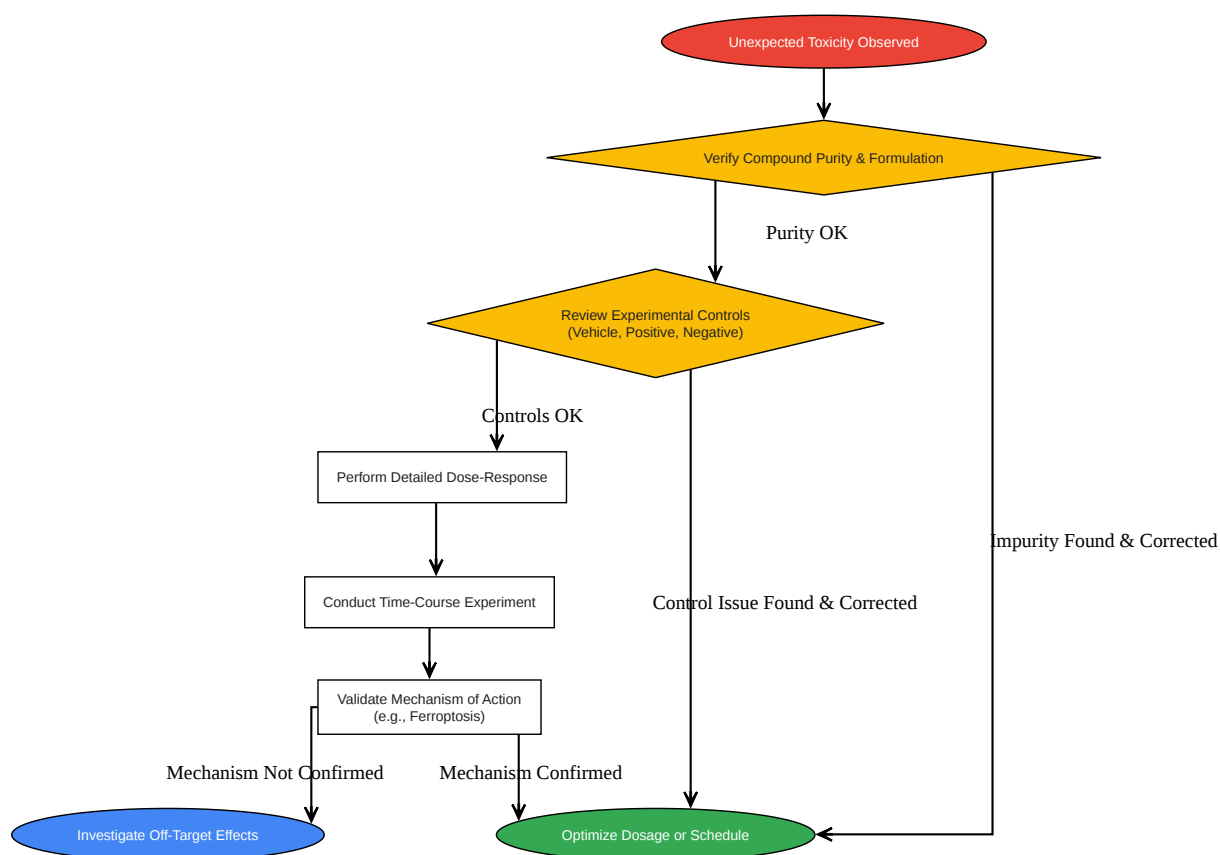 Unexpected Toxicity Observed
Verify Compound Purity & Formulation
Purity OK
Review Experimental Controls
(Vehicle, Positive, Negative)
Controls OK
Perform Detailed Dose-Response
Impurity Found & Corrected
Conduct Time-Course Experiment
Control Issue Found & Corrected
Validate Mechanism of Action
(e.g., Ferroptosis)
Mechanism Not Confirmed
Mechanism Confirmed
Investigate Off-Target Effects
Optimize Dosage or Schedule